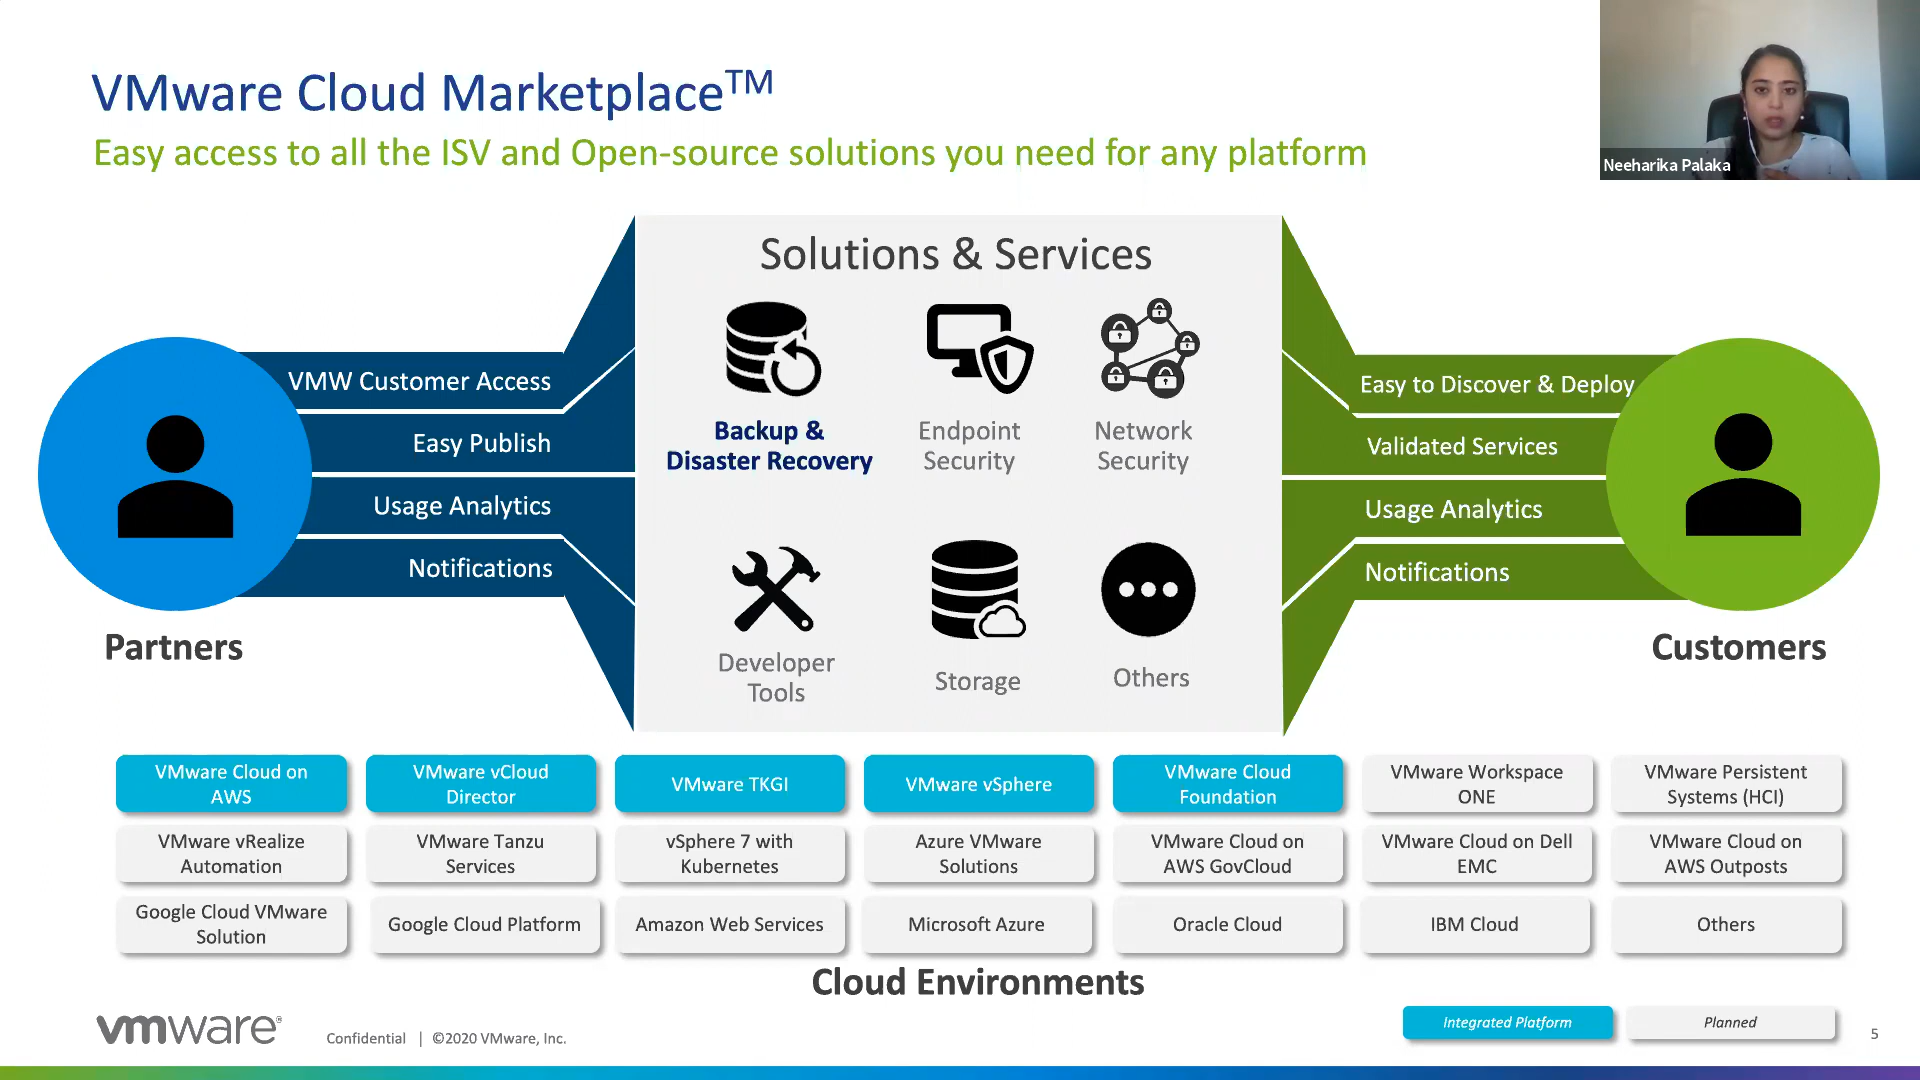 VMware Cloud Marketplace™
Easy access to all the ISV and Open-source solutions you need for any platform
Neeharika Palaka
Solutions & Services
VMW Customer Access
Easy Publish
Usage Analytics
Notifications
Partners
Backup &
Disaster Recovery
Endpoint
Security
Network
Security
Developer
Tools
Storage
Others
Easy to Discover & Deploy
Validated Services
Usage Analytics
Notifications
Customers
VMware Cloud on
AWS
VMware vCloud
Director
VMware TKGI
VMware vSphere
VMware Cloud
Foundation
VMware Workspace
ONE
VMware Persistent
Systems (HCI)
VMware vRealize
Automation
VMware Tanzu
Services
vSphere 7 with
Kubernetes
Azure VMware
Solutions
VMware Cloud on
AWS GovCloud
VMware Cloud on Dell
EMC
VMware Cloud on
AWS Outposts
Google Cloud VMware
Solution
Google Cloud Platform
Amazon Web Services
Microsoft Azure
Oracle Cloud
IBM Cloud
Others
Cloud Environments
vmware®
Confidential | ©2020 VMware, Inc.
Integrated Platform
Planned
5